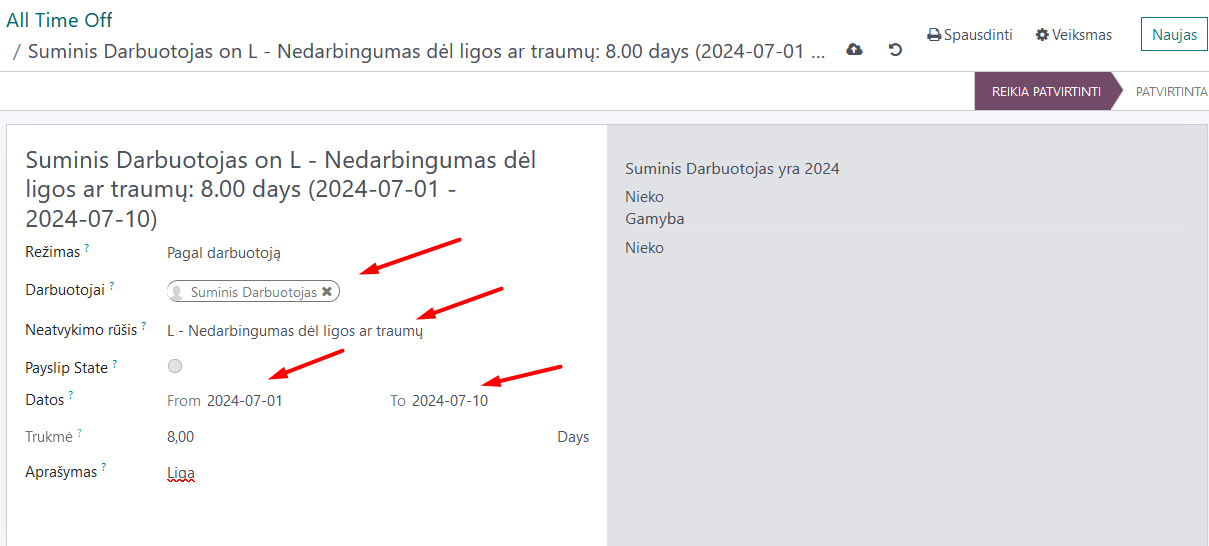 All Time Off
/ Suminis Darbuotojas on L - Nedarbingumas dėl ligos ar traumų: 8.00 days (2024-07-01 ...
Spausdinti
Veiksmas
Naujas
REIKIA PATVIRTINTI
PATVIRTINTA
Suminis Darbuotojas on L - Nedarbingumas dėl
ligos ar traumų: 8.00 days (2024-07-01 -
2024-07-10)
Režimas ? Pagal darbuotoją
Darbuotojai ? Suminis Darbuotojas ✖
Neatvykimo rūšis ? L - Nedarbingumas dėl ligos ar traumų
Payslip State ?
Datos ? From 2024-07-01 To 2024-07-10
Trukmė ? 8,00 Days
Aprašymas ? Liga
Suminis Darbuotojas yra 2024
Nieko
Gamyba
Nieko